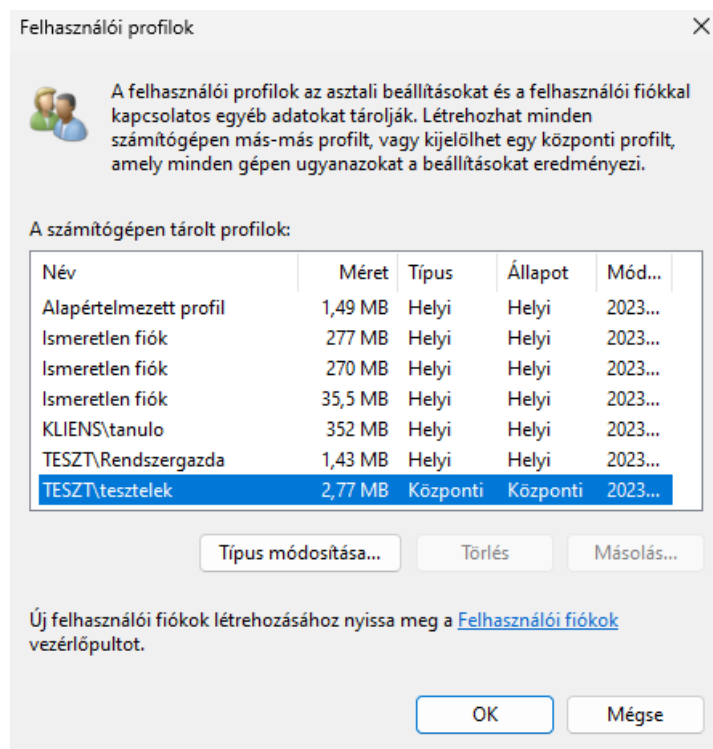 Felhasználói profilok
A felhasználói profilok az asztali beállításokat és a felhasználói fiókkal
kapcsolatos egyéb adatokat tárolják. Létrehozhat minden
számítógépen más-más profilt, vagy kijelölhet egy központi profilt,
amely minden gépen ugyanazokat a beállításokat eredményezi.
A számítógépen tárolt profilok:
Név Méret Típus Állapot Mód...
Alapértelmezett profil 1,49 MB Helyi Helyi 2023...
Ismeretlen fiók 277 MB Helyi Helyi 2023...
Ismeretlen fiók 270 MB Helyi Helyi 2023...
Ismeretlen fiók 35,5 MB Helyi Helyi 2023...
KLIENS\tanulo 352 MB Helyi Helyi 2023...
TESZT\Rendszergazda 1,43 MB Helyi Helyi 2023...
TESZT\tesztelek 2,77 MB Központi Központi 2023...
Típus módosítása... Törlés Másolás...
Új felhasználói fiókok létrehozásához nyissa meg a Felhasználói fiókok
vezérlőpultot.
OK Mégse